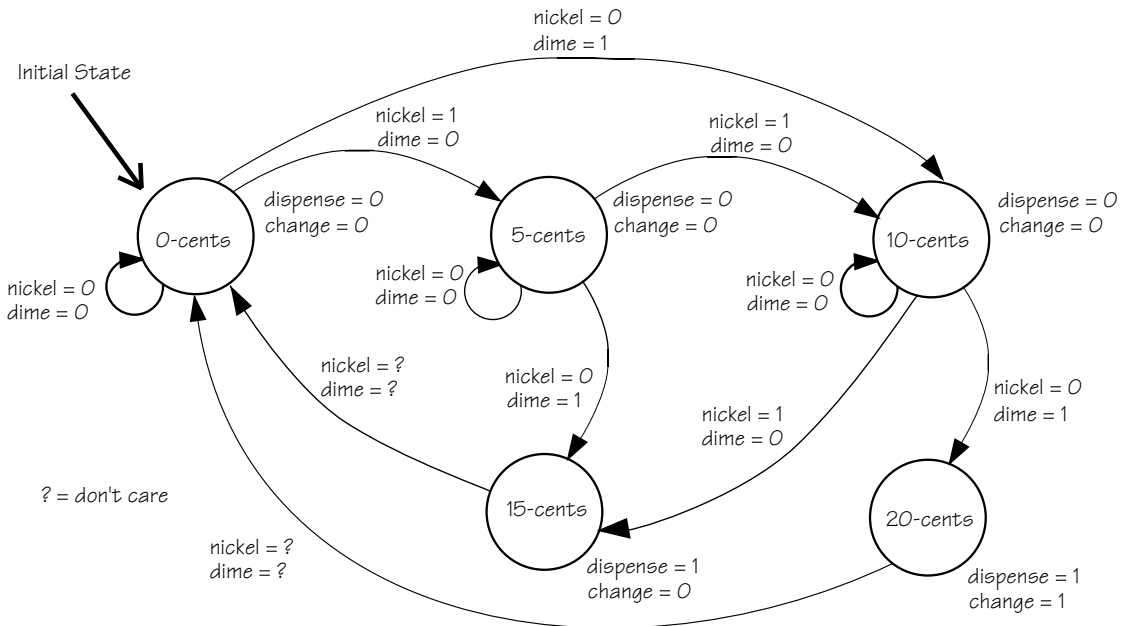 nickel = 0
dime = 1
Initial State
nickel = 1
dime = 0
nickel = 1
dime = 0
dispense = 0
change = 0
dispense = 0
change = 0
dispense = 0
change = 0
0-cents
5-cents
10-cents
nickel = 0
dime = 0
nickel = 0
dime = 0
nickel = 0
dime = 0
nickel = ?
dime = ?
nickel = 0
dime = 1
nickel = 1
dime = 0
nickel = 0
dime = 1
? = don't care
15-cents
20-cents
nickel = ?
dime = ?
dispense = 1
change = 0
dispense = 1
change = 1